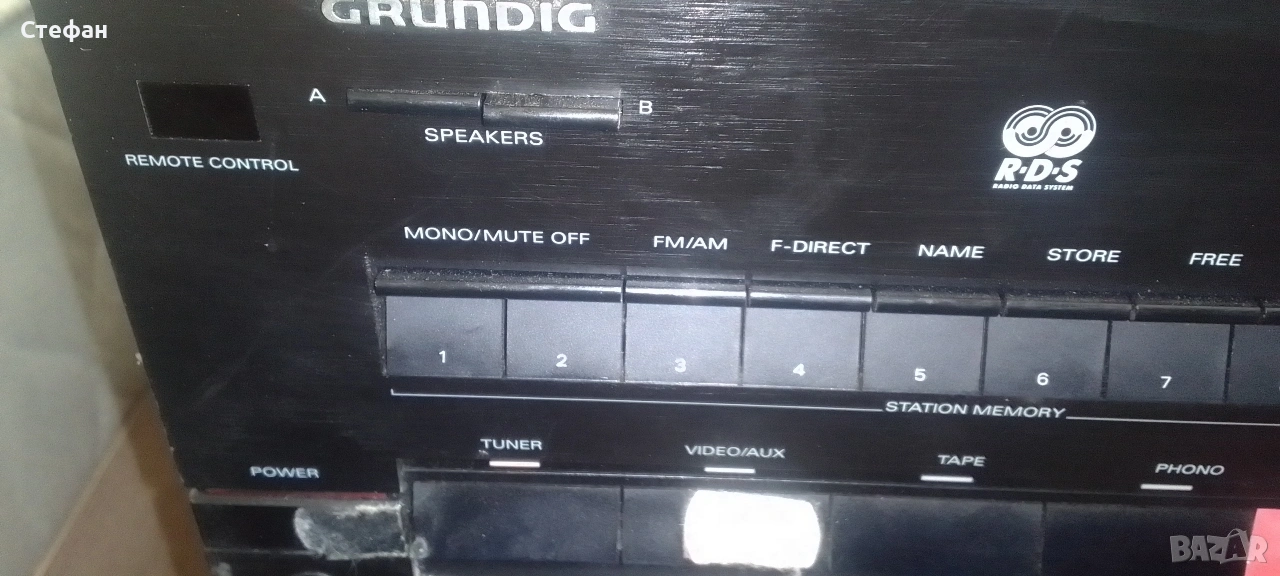 Стефан
GRUNDIG
A
B
SPEAKERS
REMOTE CONTROL
R·D·S
RADIO DATA SYSTEM
MONO/MUTE OFF FM/AM F-DIRECT NAME STORE FREE
1 2 3 4 5 6 7
STATION MEMORY
TUNER VIDEO/AUX TAPE PHONO
POWER
BAZAR